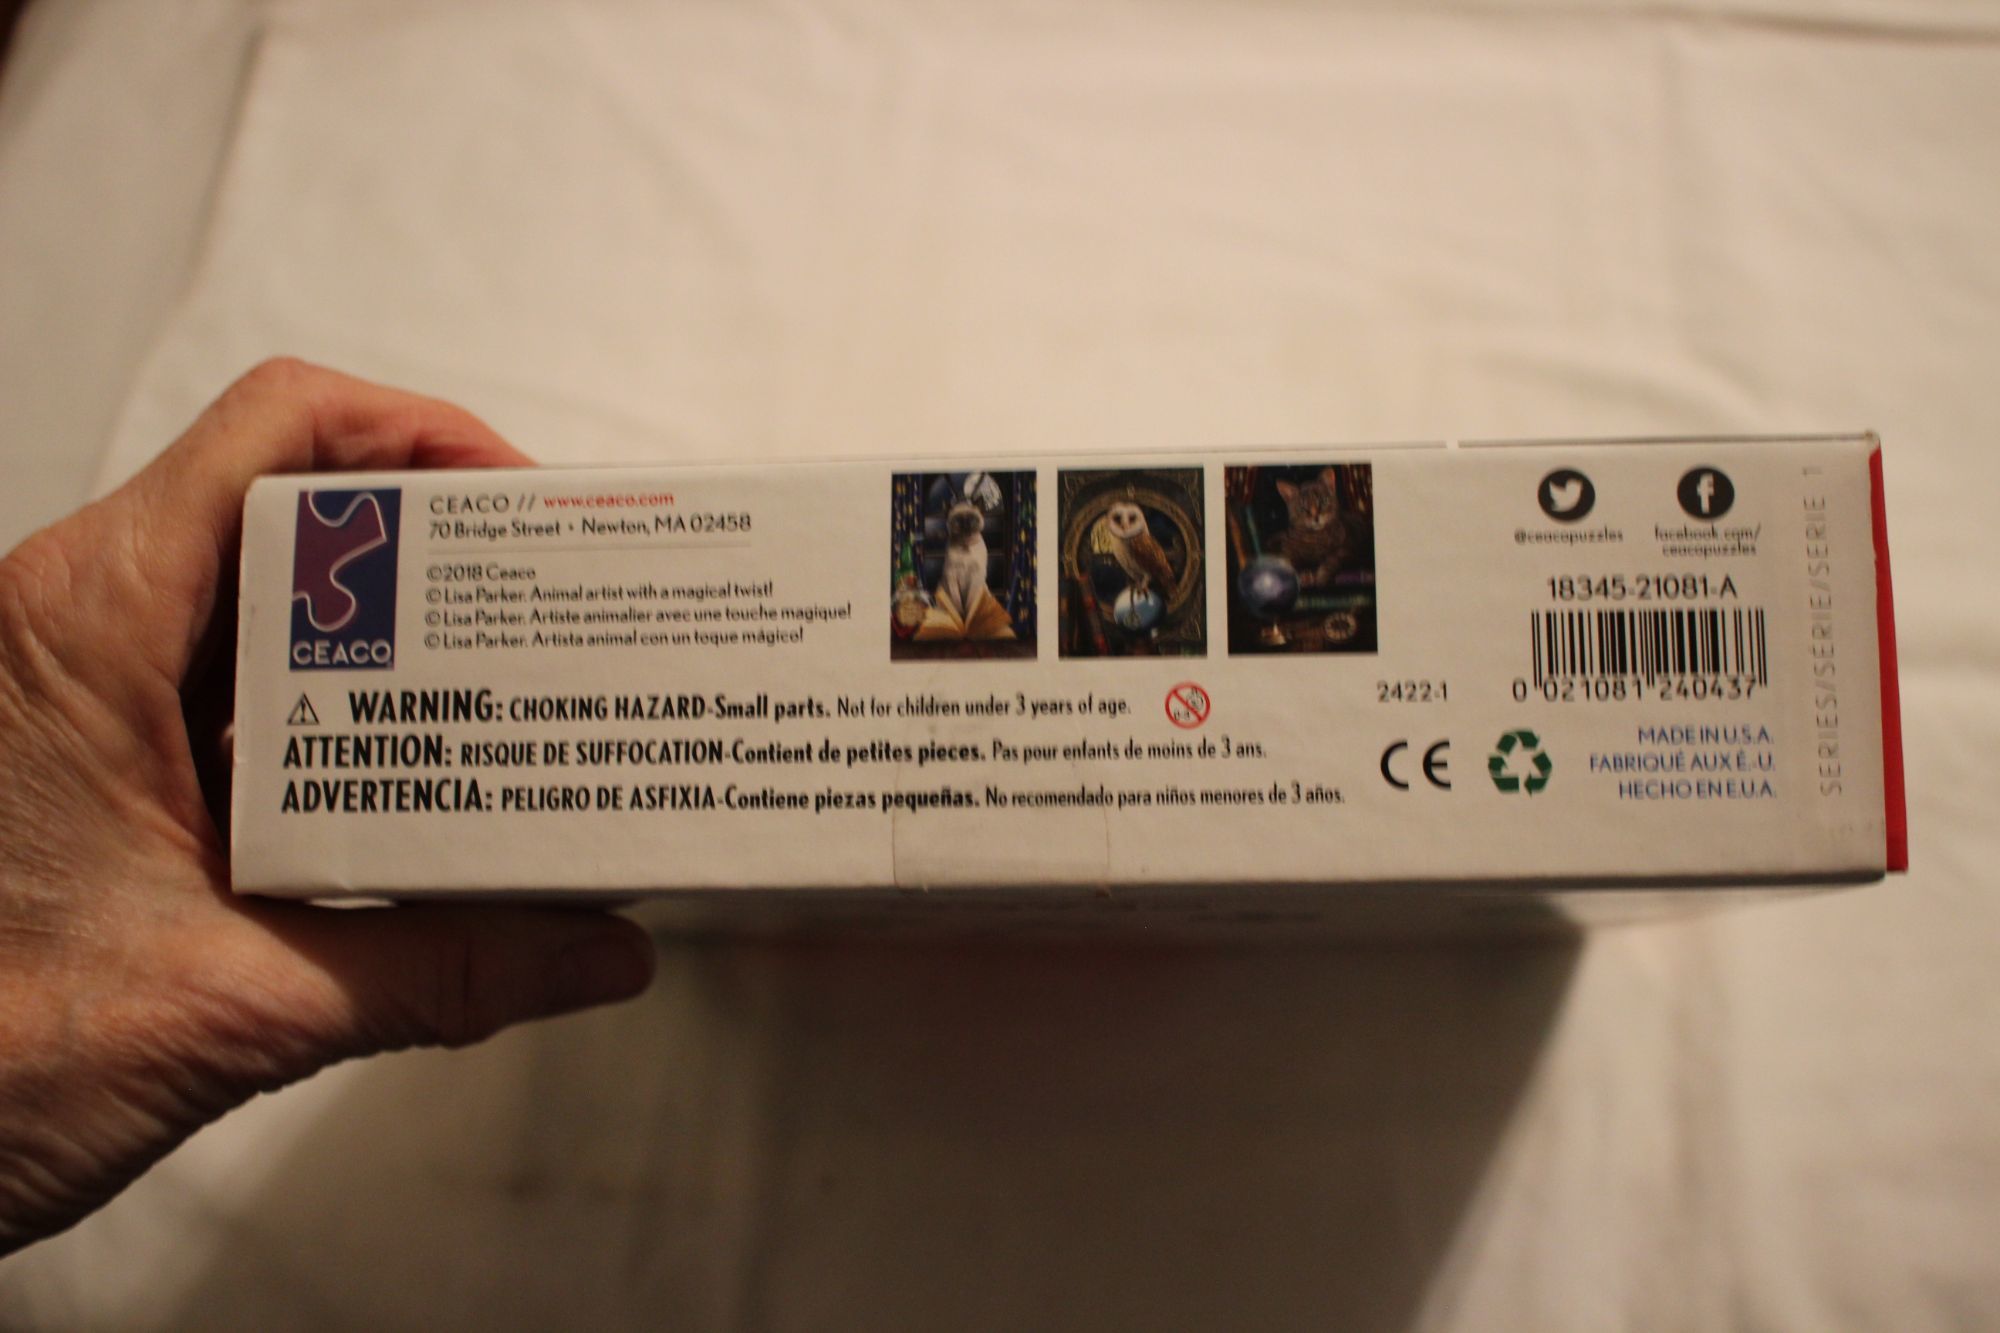 CEACO
CEACO // www.ceaco.com
70 Bridge Street • Newton, MA 02458
©2018 Ceaco
© Lisa Parker. Animal artist with a magical twist!
© Lisa Parker. Artiste animalier avec une touche magique!
© Lisa Parker. Artista animal con un toque mágico!
@ceacopuzzles
facebook.com/
ceacopuzzles
18345-21081-A
0 021081 240437
2422-1
WARNING: CHOKING HAZARD-Small parts. Not for children under 3 years of age.
0-3
ATTENTION: RISQUE DE SUFFOCATION-Contient de petites pieces. Pas pour enfants de moins de 3 ans.
ADVERTENCIA: PELIGRO DE ASFIXIA-Contiene piezas pequeñas. No recomendado para niños menores de 3 años.
CE
MADE IN U.S.A.
FABRIQUÉ AUX É.-U.
HECHO EN E.U.A.
SERIES/SÉRIE//SERIE 1